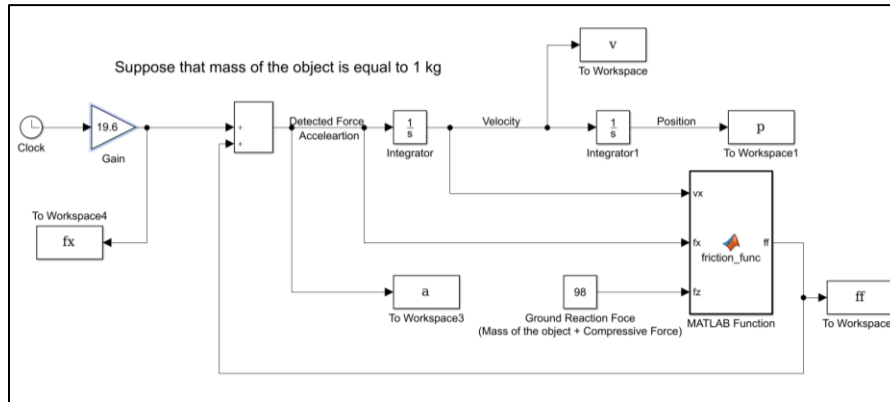 v
Suppose that mass of the object is equal to 1 kg
To Workspace
19.6
+
+
Detected Force
Acceleartion
1
s
Velocity
1
s
Position
p
Clock
Gain
Integrator
Integrator1
To Workspace1
vx
To Workspace4
fx
fx
friction_func
ff
a
98
fz
ff
To Workspace3
Ground Reaction Foce
(Mass of the object + Compressive Force)
MATLAB Function
To Workspace